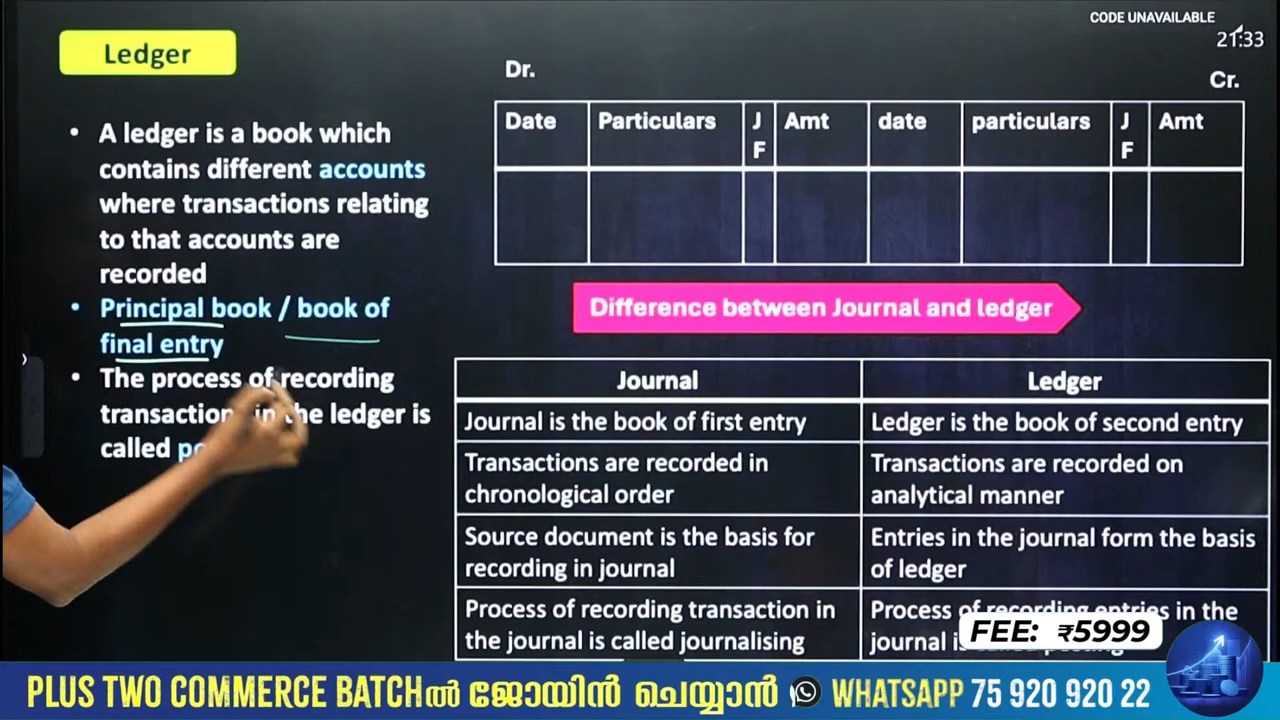 CODE UNAVAILABLE
21:33
Ledger
• A ledger is a book which
contains different accounts
where transactions relating
to that accounts are
recorded
• Principal book / book of
final entry
• The process of recording
transaction in the ledger is
called
Dr.
Cr.
Date Particulars J F Amt date particulars J F Amt
Difference between Journal and ledger
Journal Ledger
Journal is the book of first entry
Ledger is the book of second entry
Transactions are recorded in
chronological order
Transactions are recorded on
analytical manner
Source document is the basis for
recording in journal
Entries in the journal form the basis
of ledger
Process of recording transaction in
the journal is called journalising
Process of recording entries in the
journal is called posting
FEE: ₹5999
PLUS TWO COMMERCE BATCHൽ ജോയിൻ ചെയ്യാൻ WHATSAPP 75 920 920 22